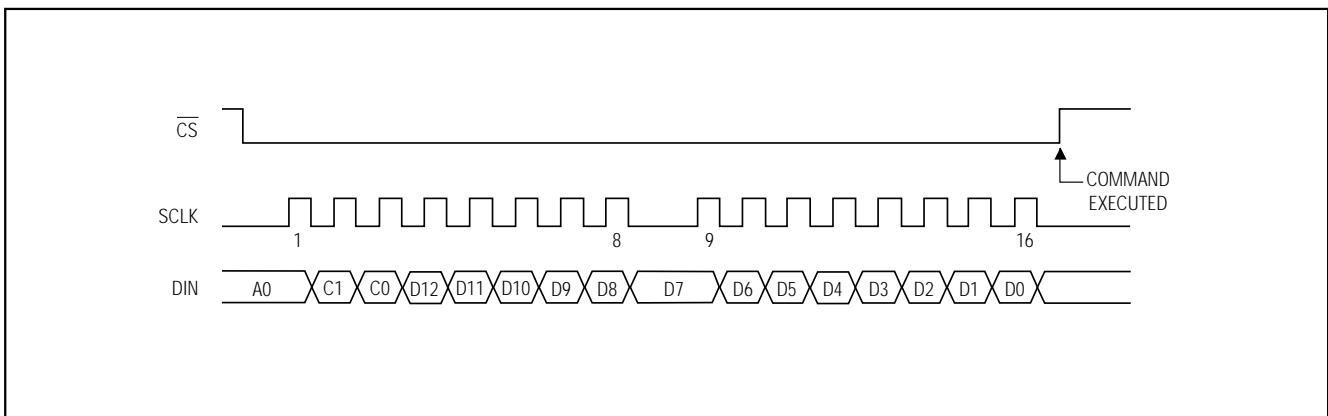 CS
COMMAND
EXECUTED
SCLK
1 8 9 16
DIN A0 C1 C0 D12 D11 D10 D9 D8 D7 D6 D5 D4 D3 D2 D1 D0